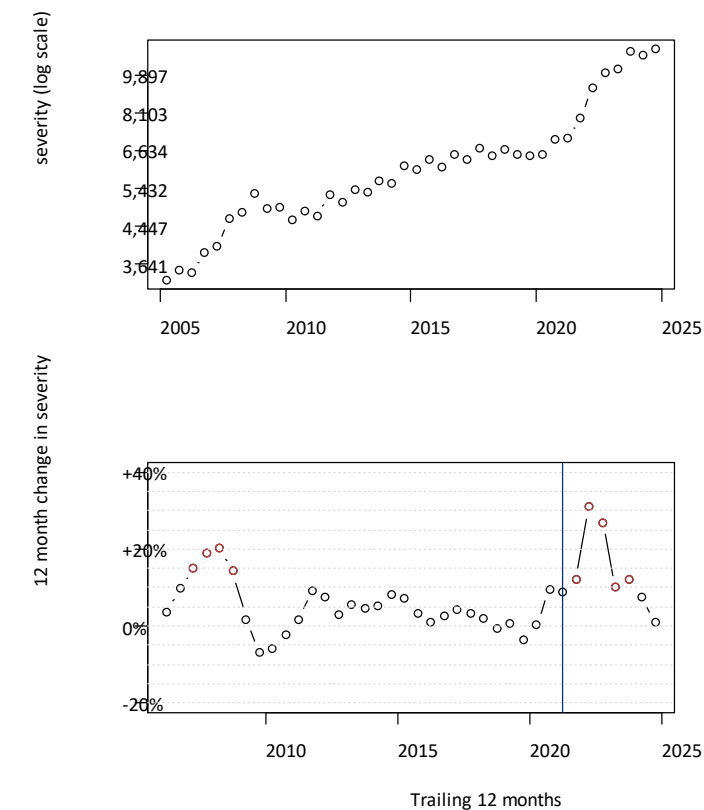 severity (log scale)
9,897
8,103
6,634
5,432
4,447
3,641
2005 2010 2015 2020 2025
12 month change in severity
+40%
+20%
0%
-20%
2010 2015 2020 2025
Trailing 12 months